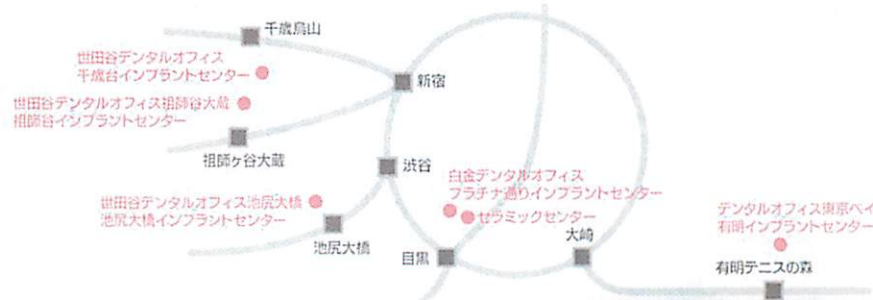 千歳烏山
世田谷デンタルオフィス
千歳台インプラントセンター
新宿
世田谷デンタルオフィス祖師谷大蔵
祖師谷インプラントセンター
祖師ヶ谷大蔵
渋谷
白金デンタルオフィス
プラチナ通りインプラントセンター
セラミックセンター
世田谷デンタルオフィス池尻大橋
池尻大橋インプラントセンター
池尻大橋
目黒
大崎
デンタルオフィス東京ベイ
有明インプラントセンター
有明テニスの森